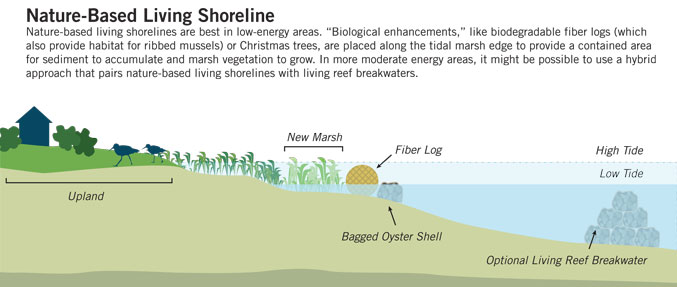 Nature-Based Living Shoreline
Nature-based living shorelines are best in low-energy areas. “Biological enhancements,” like biodegradable fiber logs (which
also provide habitat for ribbed mussels) or Christmas trees, are placed along the tidal marsh edge to provide a contained area
for sediment to accumulate and marsh vegetation to grow. In more moderate energy areas, it might be possible to use a hybrid
approach that pairs nature-based living shorelines with living reef breakwaters.
New Marsh
Fiber Log
High Tide
Low Tide
Upland
Bagged Oyster Shell
Optional Living Reef Breakwater